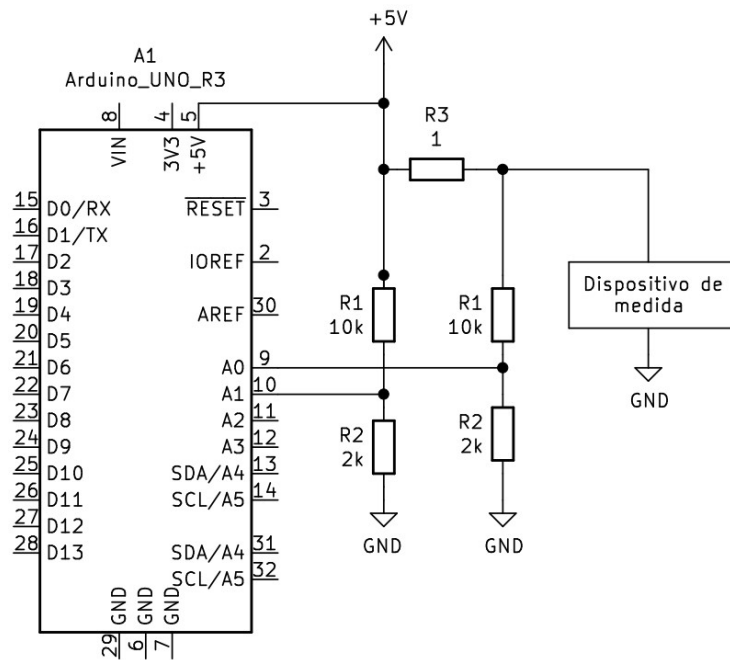 +5V
A1
Arduino_UNO_R3
8
4
5
VIN
3V3
+5V
R3
1
15 D0/RX
RESET 3
16 D1/TX
17 D2
IOREF 2
18 D3
19 D4
AREF 30
20 D5
21 D6
A0 9
22 D7
A1 10
23 D8
A2 11
24 D9
A3 12
25 D10
SDA/A4 13
26 D11
SCL/A5 14
27 D12
28 D13
SDA/A4 31
SCL/A5 32
GND
GND
GND
29
6
7
R1
10k
R1
10k
R2
2k
R2
2k
GND
GND
Dispositivo de
medida
GND